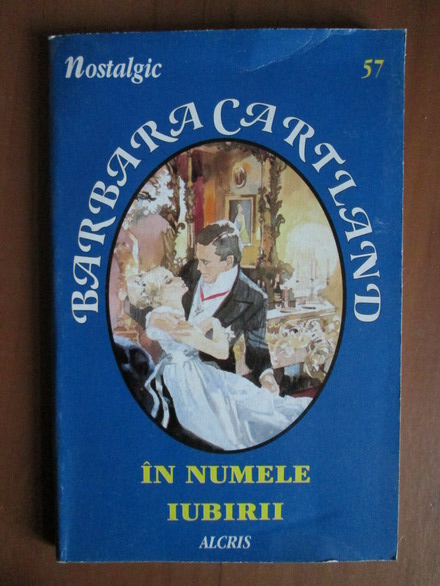 Nostalgic 57
BARBARA CARTLAND
ÎN NUMELE
IUBIRII
ALCRIS